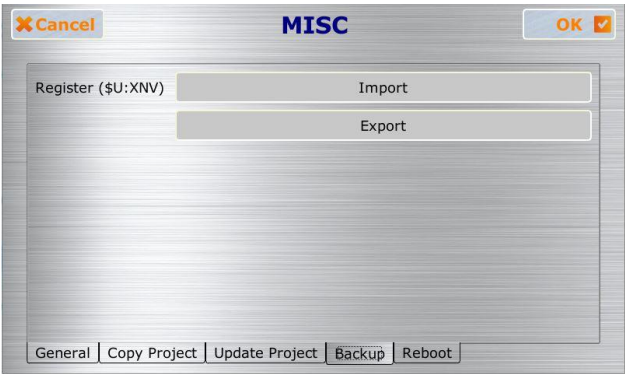 Cancel
MISC
OK
Register ($U:XNV)
Import
Export
General
Copy Project
Update Project
Backup
Reboot